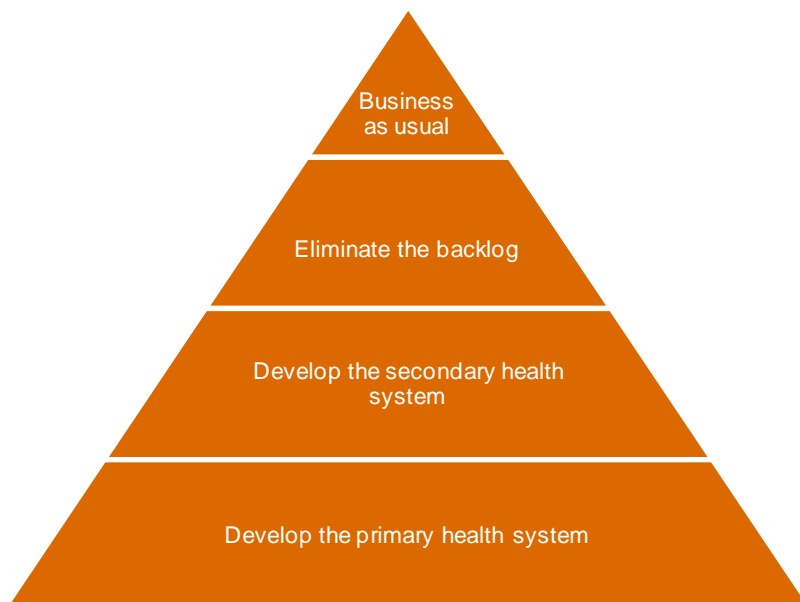 Business
as usual
Eliminate the backlog
Develop the secondary health
system
Develop the primary health system